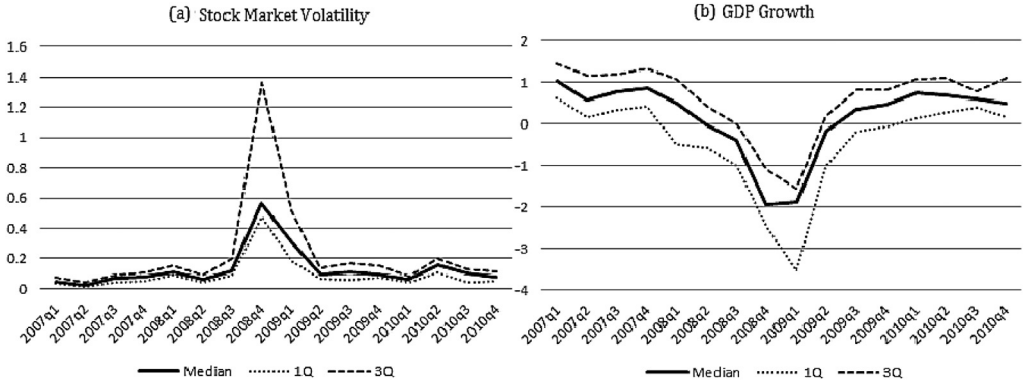 (a) Stock Market Volatility
1.6
1.4
1.2
1
0.8
0.6
0.4
0.2
0
2007q1
2007q2
2007q3
2007q4
2008q1
2008q2
2008q3
2008q4
2009q1
2009q2
2009q3
2009q4
2010q1
2010q2
2010q3
2010q4
Median 1Q 3Q
(b) GDP Growth
2
1
0
-1
-2
-3
-4
2007q1
2007q2
2007q3
2007q4
2008q1
2008q2
2008q3
2008q4
2009q1
2009q2
2009q3
2009q4
2010q1
2010q2
2010q3
2010q4
Median 1Q 3Q